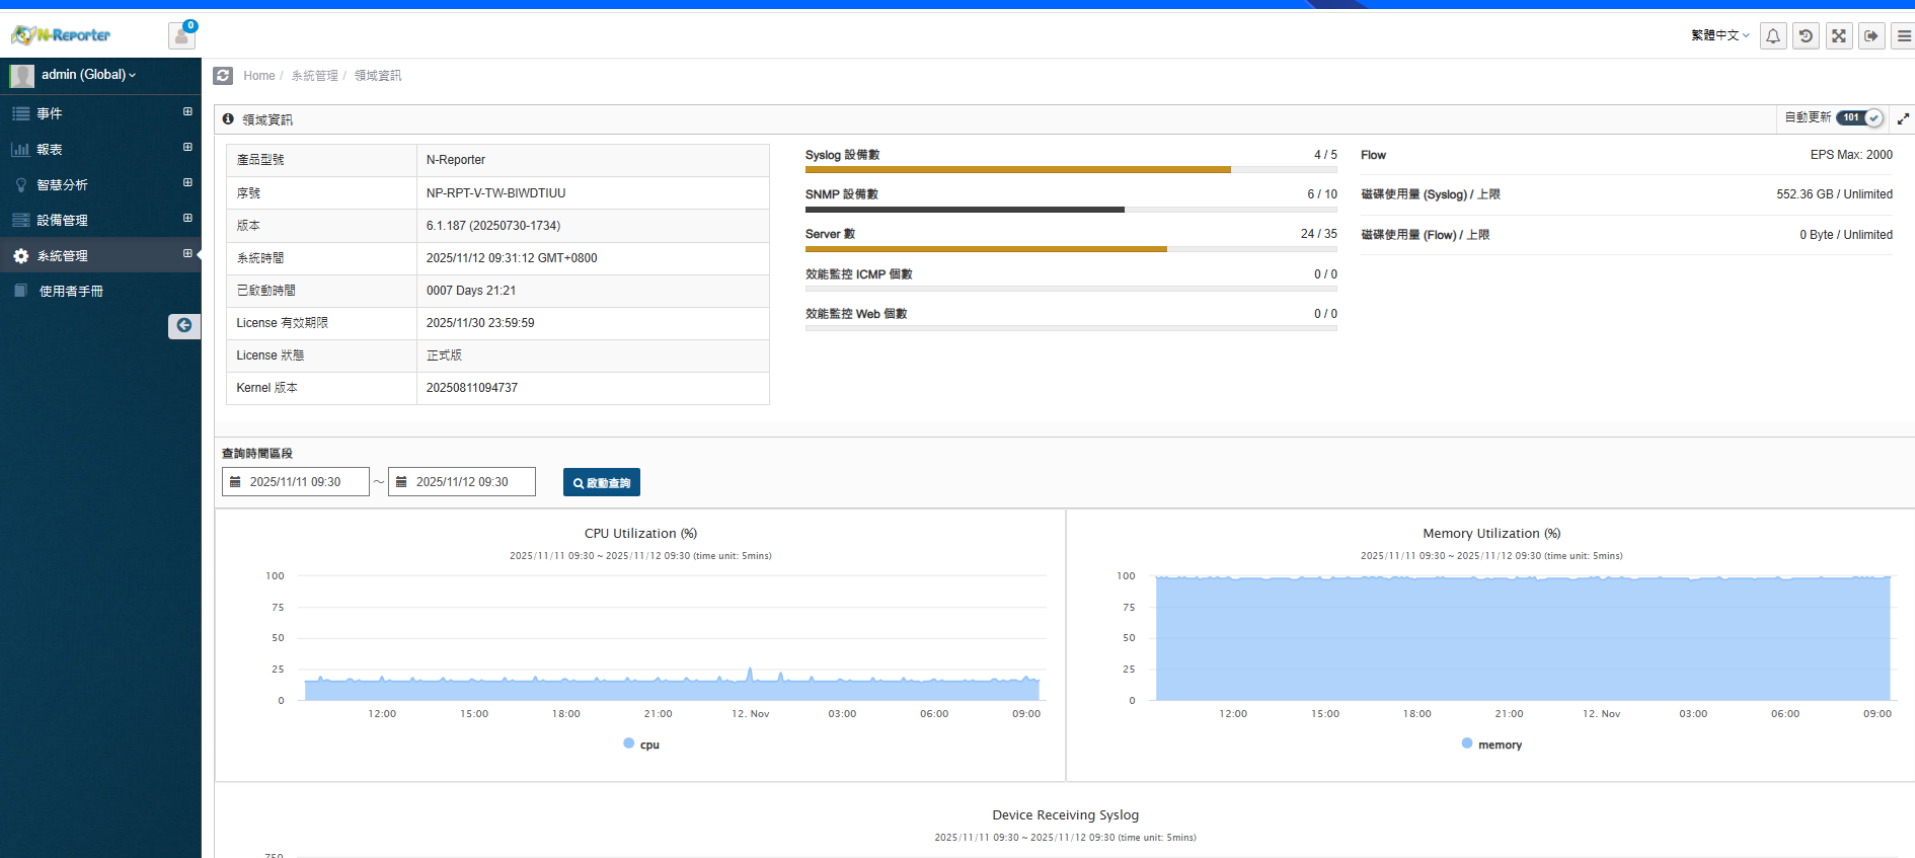 N-Reporter
0
繁體中文
admin (Global)
Home / 系統管理 / 領域資訊
事件
報表
智慧分析
設備管理
系統管理
使用者手冊
領域資訊
自動更新 101
產品型號 N-Reporter
序號 NP-RPT-V-TW-BIWDTIUU
版本 6.1.187 (20250730-1734)
系統時間 2025/11/12 09:31:12 GMT+0800
已啟動時間 0007 Days 21:21
License 有效期限 2025/11/30 23:59:59
License 狀態 正式版
Kernel 版本 20250811094737
Syslog 設備數 4 / 5
SNMP 設備數 6 / 10
Server 數 24 / 35
效能監控 ICMP 個數 0 / 0
效能監控 Web 個數 0 / 0
Flow EPS Max: 2000
磁碟使用量 (Syslog) / 上限 552.36 GB / Unlimited
磁碟使用量 (Flow) / 上限 0 Byte / Unlimited
查詢時間區段
2025/11/11 09:30 ～ 2025/11/12 09:30 啟動查詢
CPU Utilization (%)
2025/11/11 09:30 ~ 2025/11/12 09:30 (time unit: 5mins)
100
75
50
25
0
12:00 15:00 18:00 21:00 12. Nov 03:00 06:00 09:00
cpu
Memory Utilization (%)
2025/11/11 09:30 ~ 2025/11/12 09:30 (time unit: 5mins)
100
75
50
25
0
12:00 15:00 18:00 21:00 12. Nov 03:00 06:00 09:00
memory
Device Receiving Syslog
2025/11/11 09:30 ~ 2025/11/12 09:30 (time unit: 5mins)
750